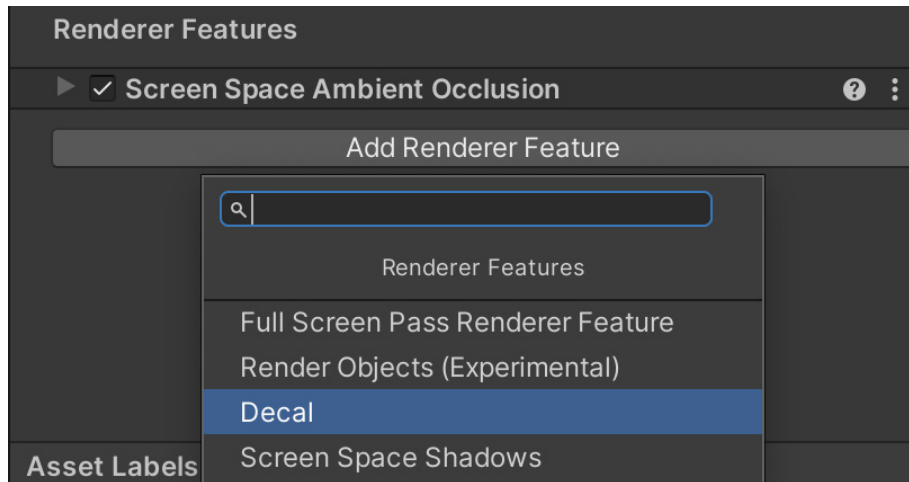 Renderer Features
Screen Space Ambient Occlusion
Add Renderer Feature
Renderer Features
Full Screen Pass Renderer Feature
Render Objects (Experimental)
Decal
Screen Space Shadows
Asset Labels